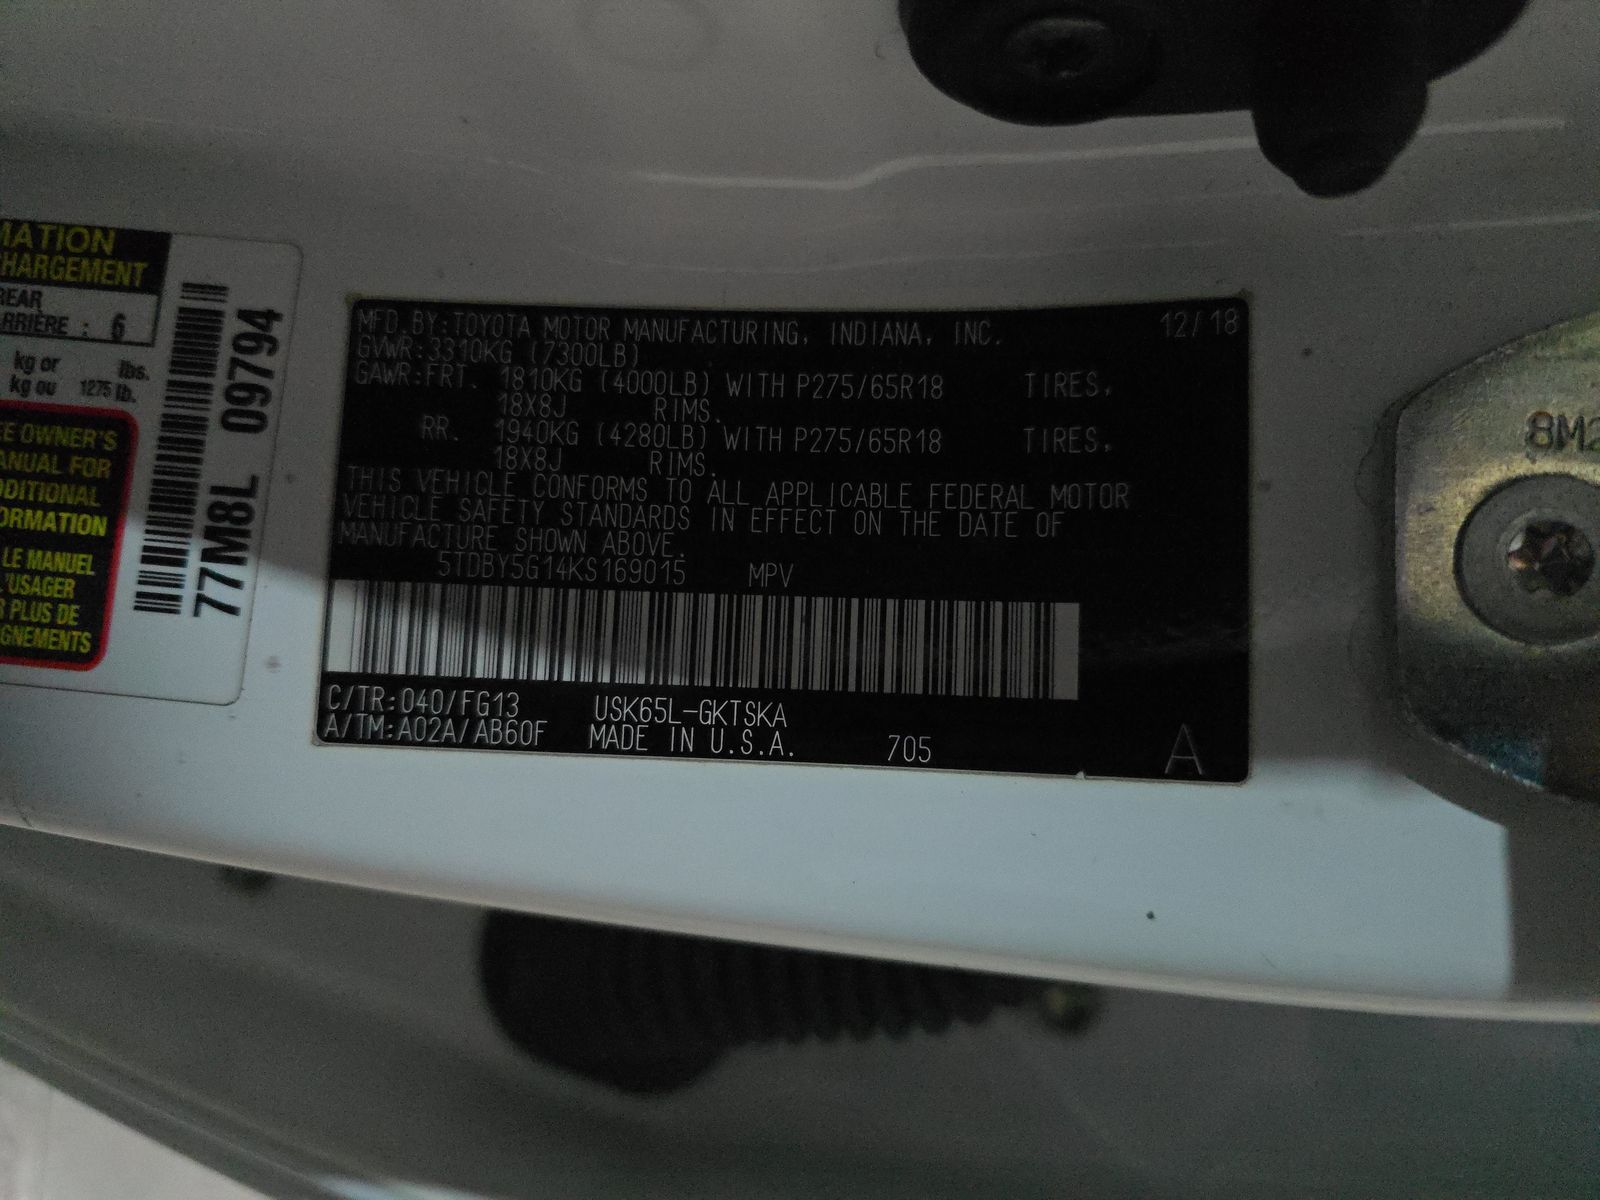 MATION
CHARGEMENT
REAR
ARRIÈRE : 6
kg or lbs.
kg ou 1275 lb.
EE OWNER'S
ANUAL FOR
DDITIONAL
ORMATION
LE MANUEL
L'USAGER
R PLUS DE
GNEMENTS
77M8L 09794
MFD.BY:TOYOTA MOTOR MANUFACTURING, INDIANA, INC. 12/18
GVWR:3310KG (7300LB)
GAWR:FRT. 1810KG (4000LB) WITH P275/65R18 TIRES,
18X8J RIMS.
RR. 1940KG (4280LB) WITH P275/65R18 TIRES,
18X8J RIMS.
THIS VEHICLE CONFORMS TO ALL APPLICABLE FEDERAL MOTOR
VEHICLE SAFETY STANDARDS IN EFFECT ON THE DATE OF
MANUFACTURE SHOWN ABOVE.
5TDBY5G14KS169015 MPV
C/TR:040/FG13 USK65L-GKTSKA
A/TM:A02A/AB60F MADE IN U.S.A. 705 A
8M2